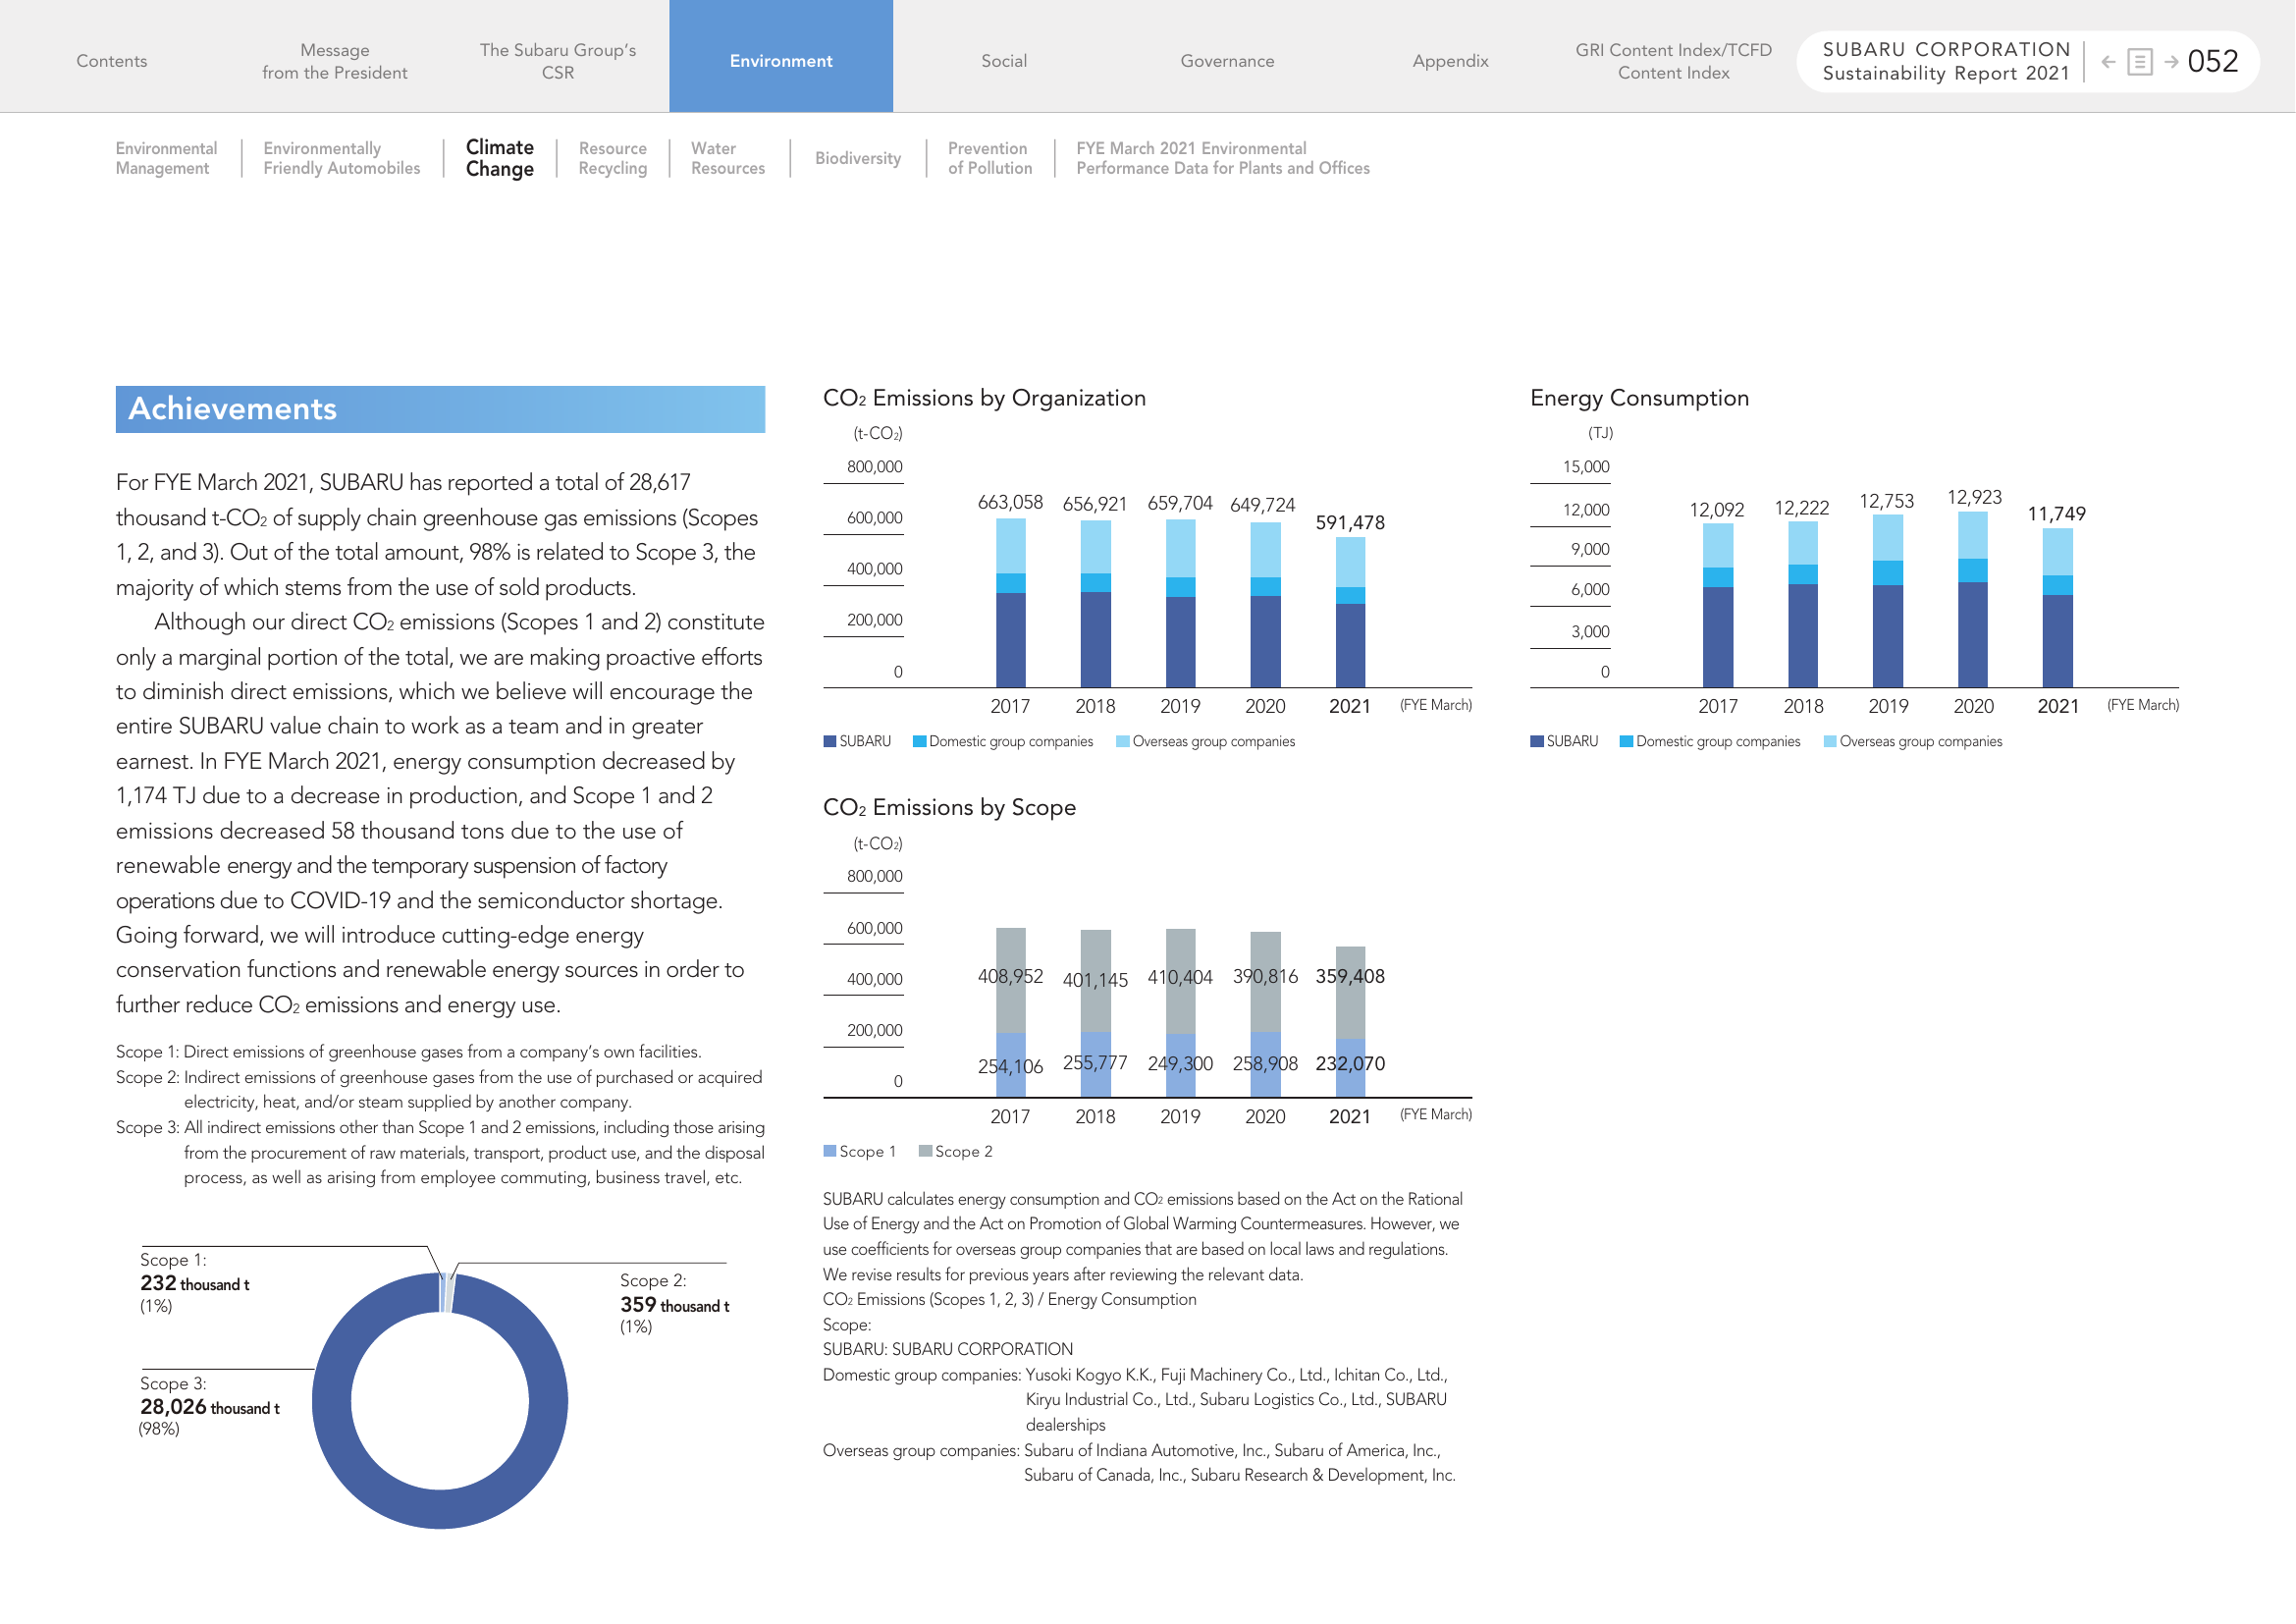 Contents
Message
from the President
The Subaru Group’s
CSR
Environment
Social
Governance
Appendix
GRI Content Index/TCFD
Content Index
SUBARU CORPORATION
Sustainability Report 2021
052
Environmental
Management
Environmentally
Friendly Automobiles
Climate
Change
Resource
Recycling
Water
Resources
Biodiversity
Prevention
of Pollution
FYE March 2021 Environmental
Performance Data for Plants and Offices
Achievements
For FYE March 2021, SUBARU has reported a total of 28,617
thousand t-CO2 of supply chain greenhouse gas emissions (Scopes
1, 2, and 3). Out of the total amount, 98% is related to Scope 3, the
majority of which stems from the use of sold products.
Although our direct CO2 emissions (Scopes 1 and 2) constitute
only a marginal portion of the total, we are making proactive efforts
to diminish direct emissions, which we believe will encourage the
entire SUBARU value chain to work as a team and in greater
earnest. In FYE March 2021, energy consumption decreased by
1,174 TJ due to a decrease in production, and Scope 1 and 2
emissions decreased 58 thousand tons due to the use of
renewable energy and the temporary suspension of factory
operations due to COVID-19 and the semiconductor shortage.
Going forward, we will introduce cutting-edge energy
conservation functions and renewable energy sources in order to
further reduce CO2 emissions and energy use.
Scope 1: Direct emissions of greenhouse gases from a company’s own facilities.
Scope 2: Indirect emissions of greenhouse gases from the use of purchased or acquired
electricity, heat, and/or steam supplied by another company.
Scope 3: All indirect emissions other than Scope 1 and 2 emissions, including those arising
from the procurement of raw materials, transport, product use, and the disposal
process, as well as arising from employee commuting, business travel, etc.
Scope 1:
232 thousand t
(1%)
Scope 2:
359 thousand t
(1%)
Scope 3:
28,026 thousand t
(98%)
CO2 Emissions by Organization
(t-CO2)
800,000
600,000
400,000
200,000
0
663,058 656,921 659,704 649,724 591,478
2017 2018 2019 2020 2021 (FYE March)
SUBARU Domestic group companies Overseas group companies
CO2 Emissions by Scope
(t-CO2)
800,000
600,000
400,000
200,000
0
408,952 401,145 410,404 390,816 359,408
254,106 255,777 249,300 258,908 232,070
2017 2018 2019 2020 2021 (FYE March)
Scope 1 Scope 2
SUBARU calculates energy consumption and CO2 emissions based on the Act on the Rational
Use of Energy and the Act on Promotion of Global Warming Countermeasures. However, we
use coefficients for overseas group companies that are based on local laws and regulations.
We revise results for previous years after reviewing the relevant data.
CO2 Emissions (Scopes 1, 2, 3) / Energy Consumption
Scope:
SUBARU: SUBARU CORPORATION
Domestic group companies: Yusoki Kogyo K.K., Fuji Machinery Co., Ltd., Ichitan Co., Ltd.,
Kiryu Industrial Co., Ltd., Subaru Logistics Co., Ltd., SUBARU
dealerships
Overseas group companies: Subaru of Indiana Automotive, Inc., Subaru of America, Inc.,
Subaru of Canada, Inc., Subaru Research & Development, Inc.
Energy Consumption
(TJ)
15,000
12,000
9,000
6,000
3,000
0
12,092 12,222 12,753 12,923 11,749
2017 2018 2019 2020 2021 (FYE March)
SUBARU Domestic group companies Overseas group companies